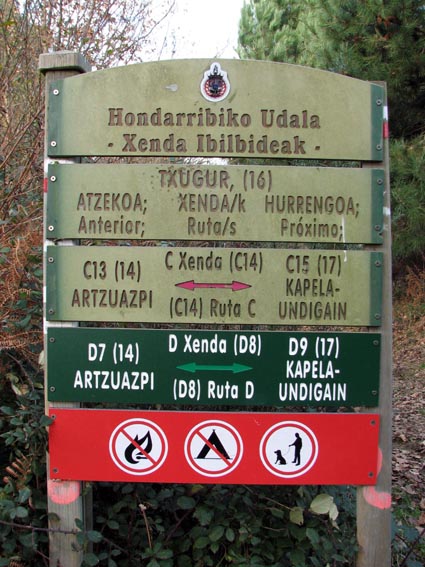 Hondarribiko Udala
- Xenda Ibilbideak -
TXUGUR, (16)
ATZEKOA; XENDA/k HURRENGOA;
Anterior; Ruta/s Próximo;
C13 (14) C Xenda (C14) C15 (17)
ARTZUAZPI (C14) Ruta C KAPELA-
UNDIGAIN
D7 (14) D Xenda (D8) D9 (17)
ARTZUAZPI (D8) Ruta D KAPELA-
UNDIGAIN